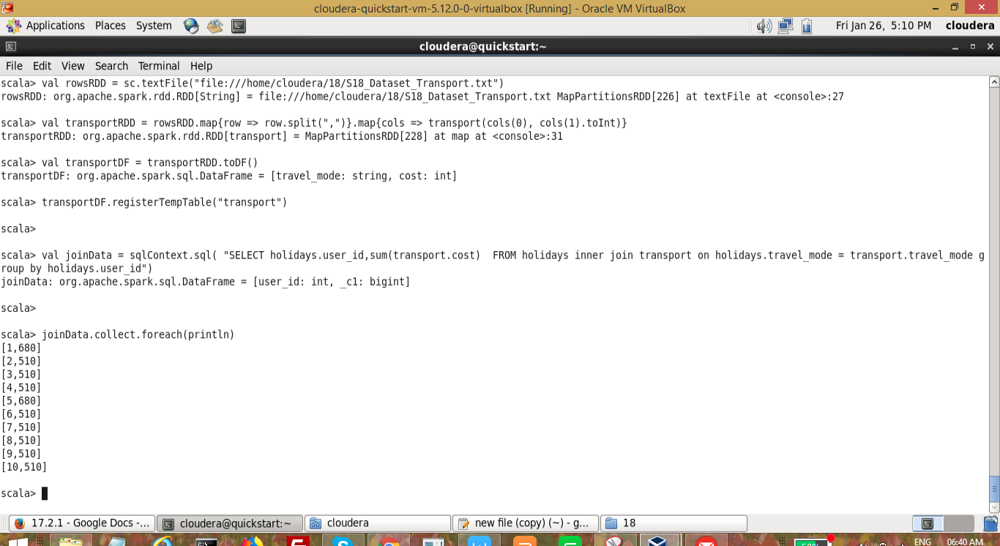 cloudera-quickstart-vm-5.12.0-0-virtualbox [Running] - Oracle VM VirtualBox
Applications Places System Fri Jan 26, 5:10 PM cloudera
cloudera@quickstart:~
File Edit View Search Terminal Help
scala> val rowsRDD = sc.textFile("file:///home/cloudera/18/S18_Dataset_Transport.txt")
rowsRDD: org.apache.spark.rdd.RDD[String] = file:///home/cloudera/18/S18_Dataset_Transport.txt MapPartitionsRDD[226] at textFile at <console>:27
scala> val transportRDD = rowsRDD.map{row => row.split(",")}.map{cols => transport(cols(0), cols(1).toInt)}
transportRDD: org.apache.spark.rdd.RDD[transport] = MapPartitionsRDD[228] at map at <console>:31
scala> val transportDF = transportRDD.toDF()
transportDF: org.apache.spark.sql.DataFrame = [travel_mode: string, cost: int]
scala> transportDF.registerTempTable("transport")
scala>
scala> val joinData = sqlContext.sql( "SELECT holidays.user_id,sum(transport.cost)  FROM holidays inner join transport on holidays.travel_mode = transport.travel_mode g
roup by holidays.user_id")
joinData: org.apache.spark.sql.DataFrame = [user_id: int, _c1: bigint]
scala>
scala> joinData.collect.foreach(println)
[1,680]
[2,510]
[3,510]
[4,510]
[5,680]
[6,510]
[7,510]
[8,510]
[9,510]
[10,510]
scala>
17.2.1 - Google Docs -... cloudera@quickstart:~ cloudera new file (copy) (~) - g... 18
ENG 06:40 AM